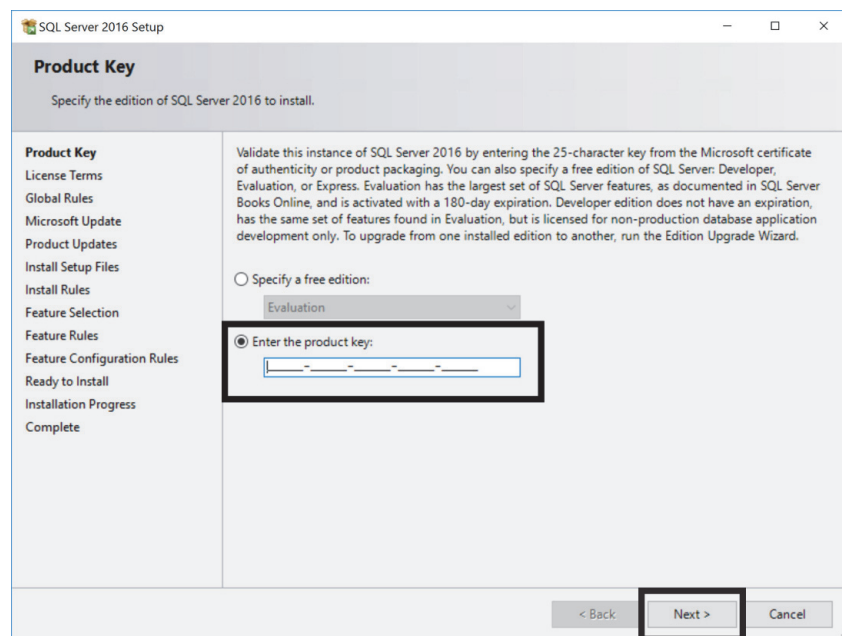 SQL Server 2016 Setup
Product Key
Specify the edition of SQL Server 2016 to install.
Product Key
License Terms
Global Rules
Microsoft Update
Product Updates
Install Setup Files
Install Rules
Feature Selection
Feature Rules
Feature Configuration Rules
Ready to Install
Installation Progress
Complete
Validate this instance of SQL Server 2016 by entering the 25-character key from the Microsoft certificate
of authenticity or product packaging. You can also specify a free edition of SQL Server: Developer,
Evaluation, or Express. Evaluation has the largest set of SQL Server features, as documented in SQL Server
Books Online, and is activated with a 180-day expiration. Developer edition does not have an expiration,
has the same set of features found in Evaluation, but is licensed for non-production database application
development only. To upgrade from one installed edition to another, run the Edition Upgrade Wizard.
Specify a free edition:
Evaluation
Enter the product key:
_____-_____-_____-_____-_____
< Back
Next >
Cancel